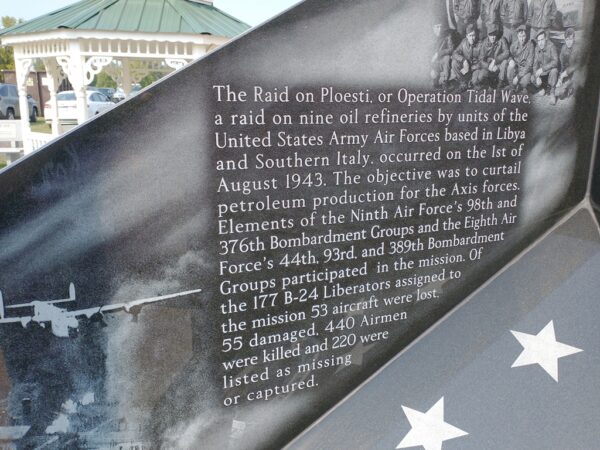 The Raid on Ploesti, or Operation Tidal Wave,
a raid on nine oil refineries by units of the
United States Army Air Forces based in Libya
and Southern Italy, occurred on the 1st of
August 1943. The objective was to curtail
petroleum production for the Axis forces.
Elements of the Ninth Air Force's 98th and
376th Bombardment Groups and the Eighth Air
Force's 44th, 93rd, and 389th Bombardment
Groups participated in the mission. Of
the 177 B-24 Liberators assigned to
the mission 53 aircraft were lost,
55 damaged, 440 Airmen
were killed and 220 were
listed as missing
or captured.